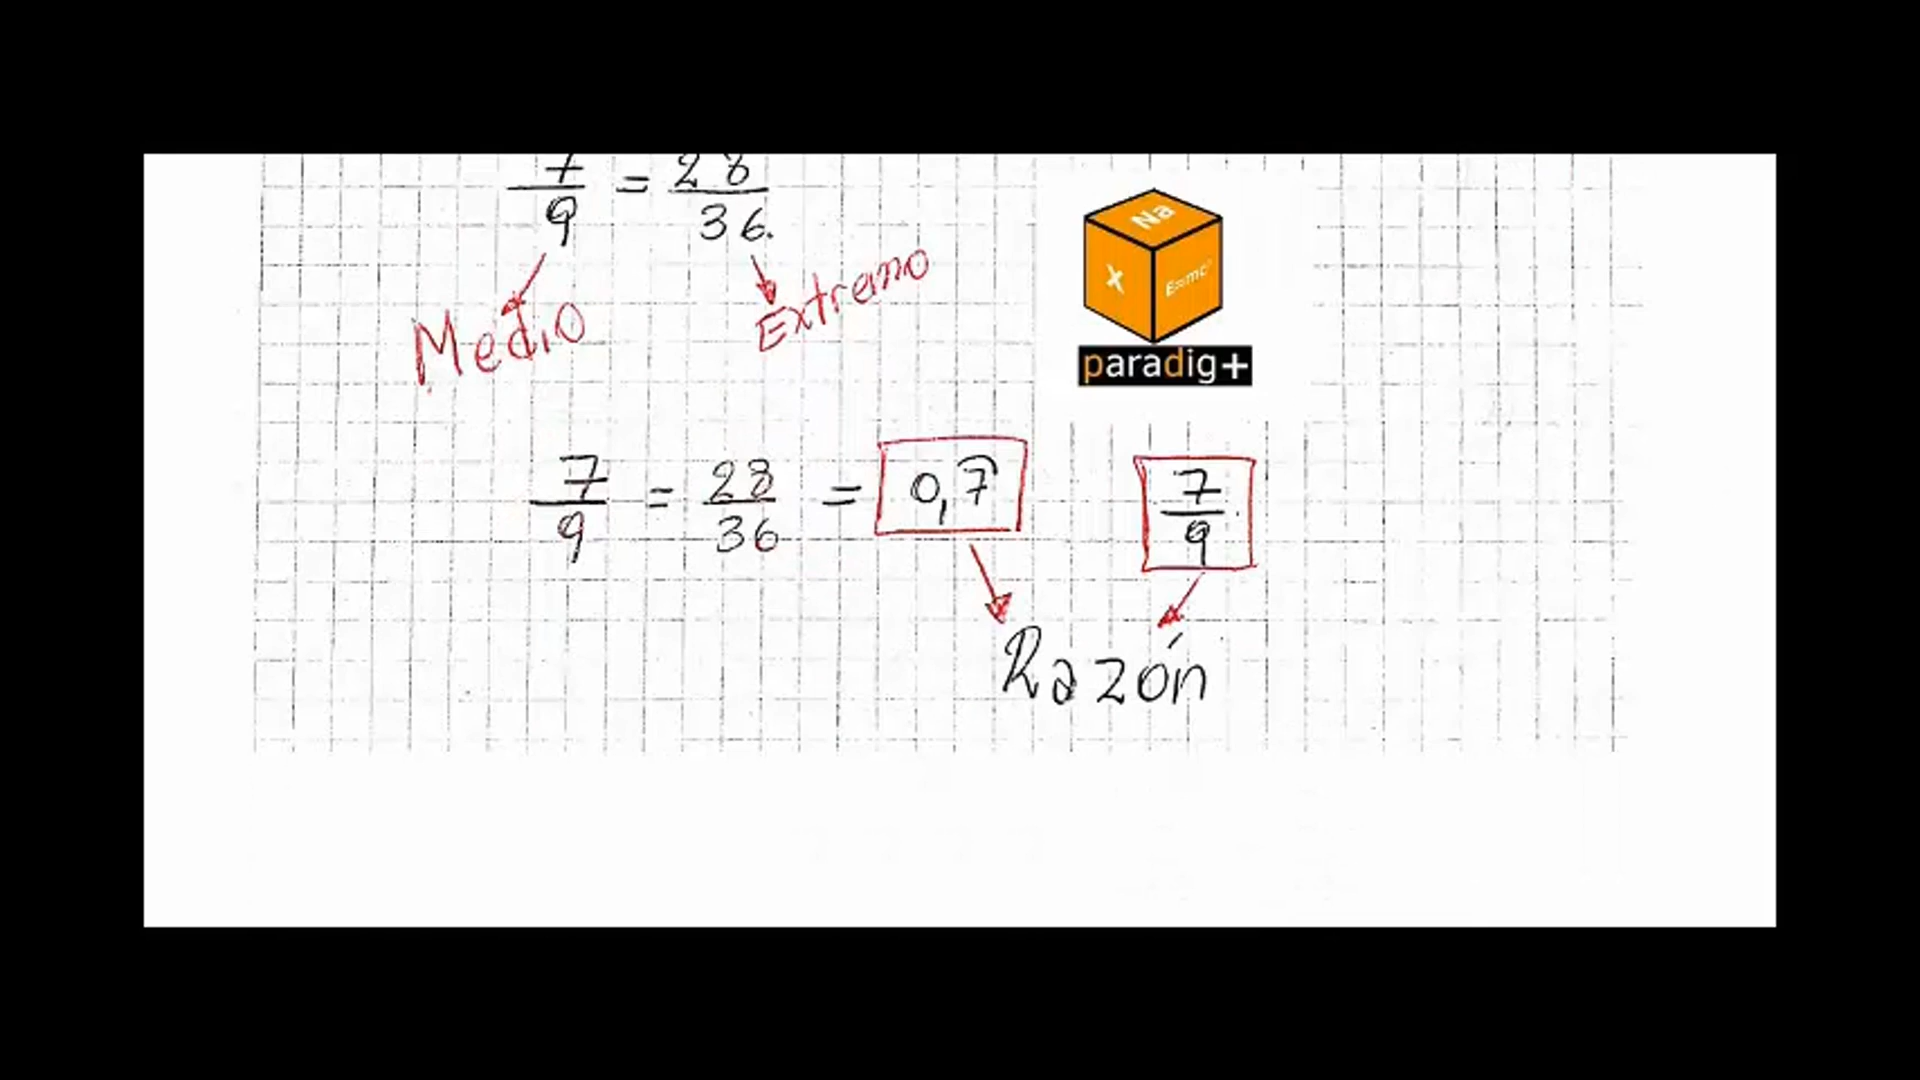 7/9 = 28/36.
Medio
Extremo
Na
X
E=mc²
paradig+
7/9 = 28/36 = 0,7̂
7/9
Razón